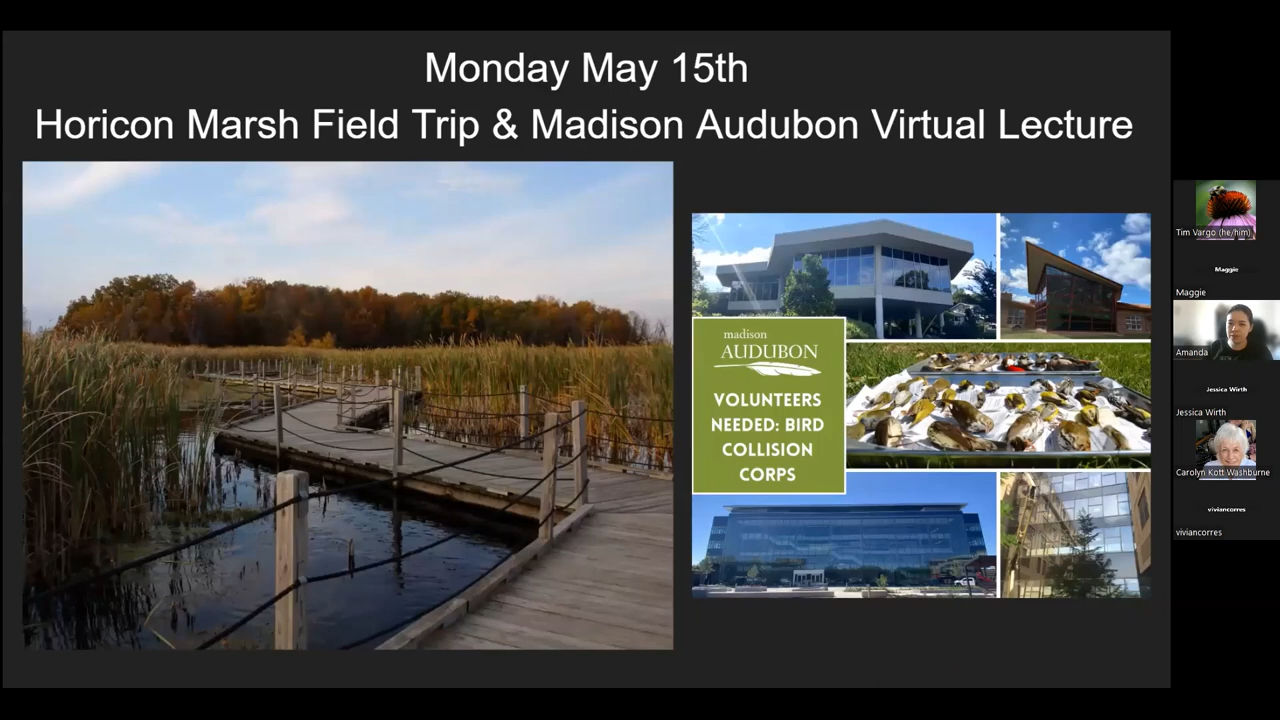 Monday May 15th
Horicon Marsh Field Trip & Madison Audubon Virtual Lecture
madison
AUDUBON
VOLUNTEERS
NEEDED: BIRD
COLLISION
CORPS
Tim Vargo (he/him)
Maggie
Maggie
Amanda
Jessica Wirth
Jessica Wirth
Carolyn Kott Washburne
viviancorres
viviancorres